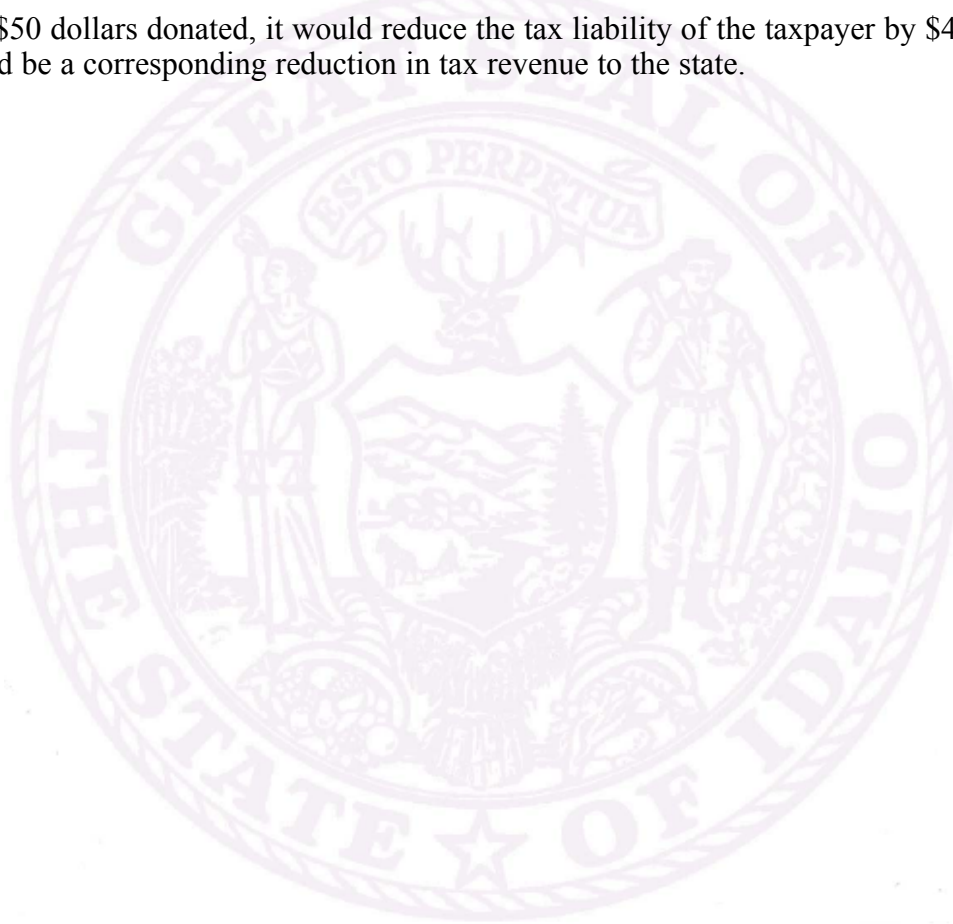 $50 dollars donated, it would reduce the tax liability of the taxpayer by $4
d be a corresponding reduction in tax revenue to the state.
GREAT SEAL OF
ESTO PERPETUA
THE STATE ★ OF IDAHO